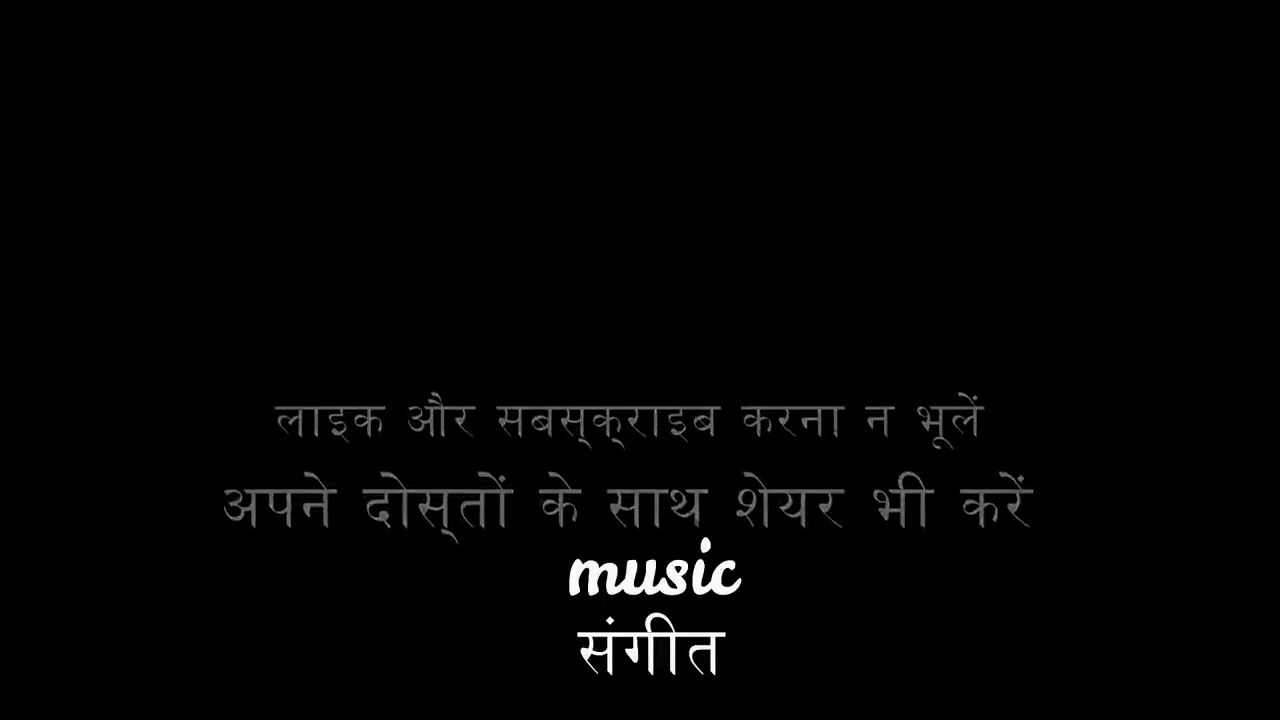 लाइक और सबस्क्राइब करना न भूलें
अपने दोस्तों के साथ शेयर भी करें
music
संगीत